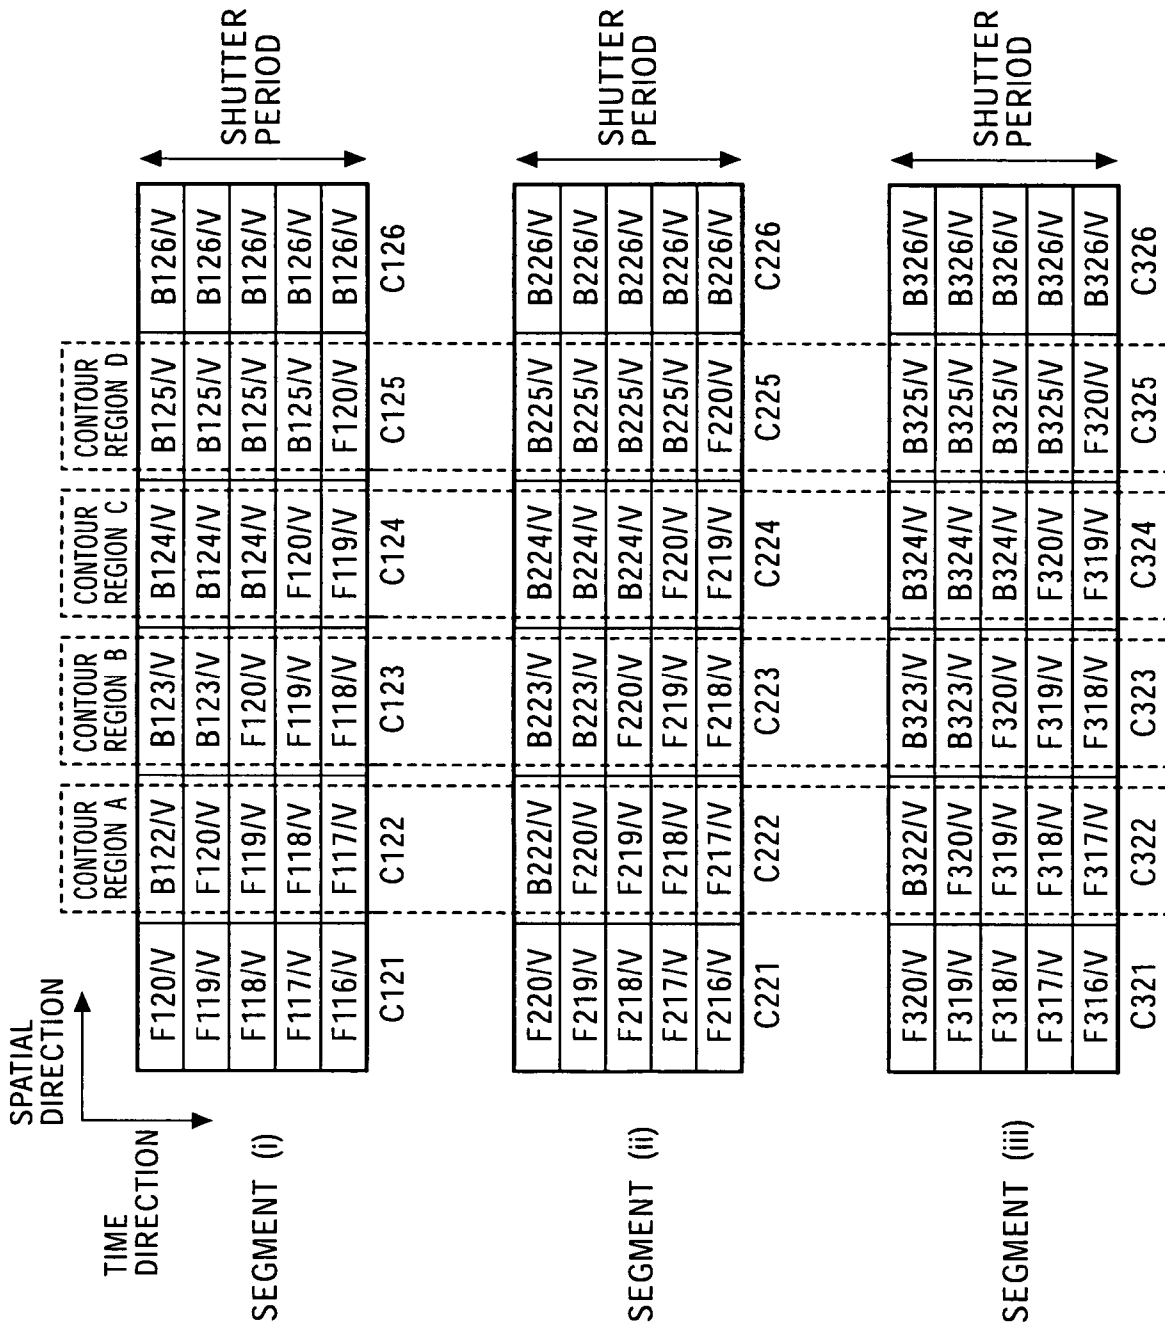 SPATIAL
DIRECTION
TIME
DIRECTION
CONTOUR
REGION A
CONTOUR
REGION B
CONTOUR
REGION C
CONTOUR
REGION D
SEGMENT (i)
F120/V B122/V B123/V B124/V B125/V B126/V
F119/V F120/V B123/V B124/V B125/V B126/V
F118/V F119/V F120/V B124/V B125/V B126/V
F117/V F118/V F119/V F120/V B125/V B126/V
F116/V F117/V F118/V F119/V F120/V B126/V
C121 C122 C123 C124 C125 C126
SHUTTER
PERIOD
SEGMENT (ii)
F220/V B222/V B223/V B224/V B225/V B226/V
F219/V F220/V B223/V B224/V B225/V B226/V
F218/V F219/V F220/V B224/V B225/V B226/V
F217/V F218/V F219/V F220/V B225/V B226/V
F216/V F217/V F218/V F219/V F220/V B226/V
C221 C222 C223 C224 C225 C226
SHUTTER
PERIOD
SEGMENT (iii)
F320/V B322/V B323/V B324/V B325/V B326/V
F319/V F320/V B323/V B324/V B325/V B326/V
F318/V F319/V F320/V B324/V B325/V B326/V
F317/V F318/V F319/V F320/V B325/V B326/V
F316/V F317/V F318/V F319/V F320/V B326/V
C321 C322 C323 C324 C325 C326
SHUTTER
PERIOD